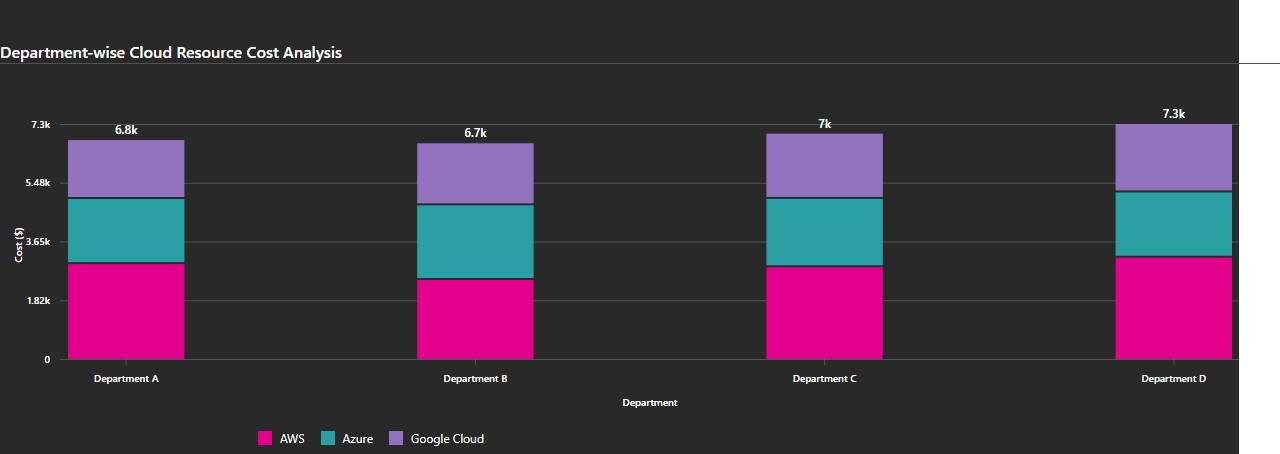 Department-wise Cloud Resource Cost Analysis
7.3k
5.48k
3.65k
1.82k
0
Cost ($)
6.8k
6.7k
7k
7.3k
Department A
Department B
Department C
Department D
Department
AWS Azure Google Cloud